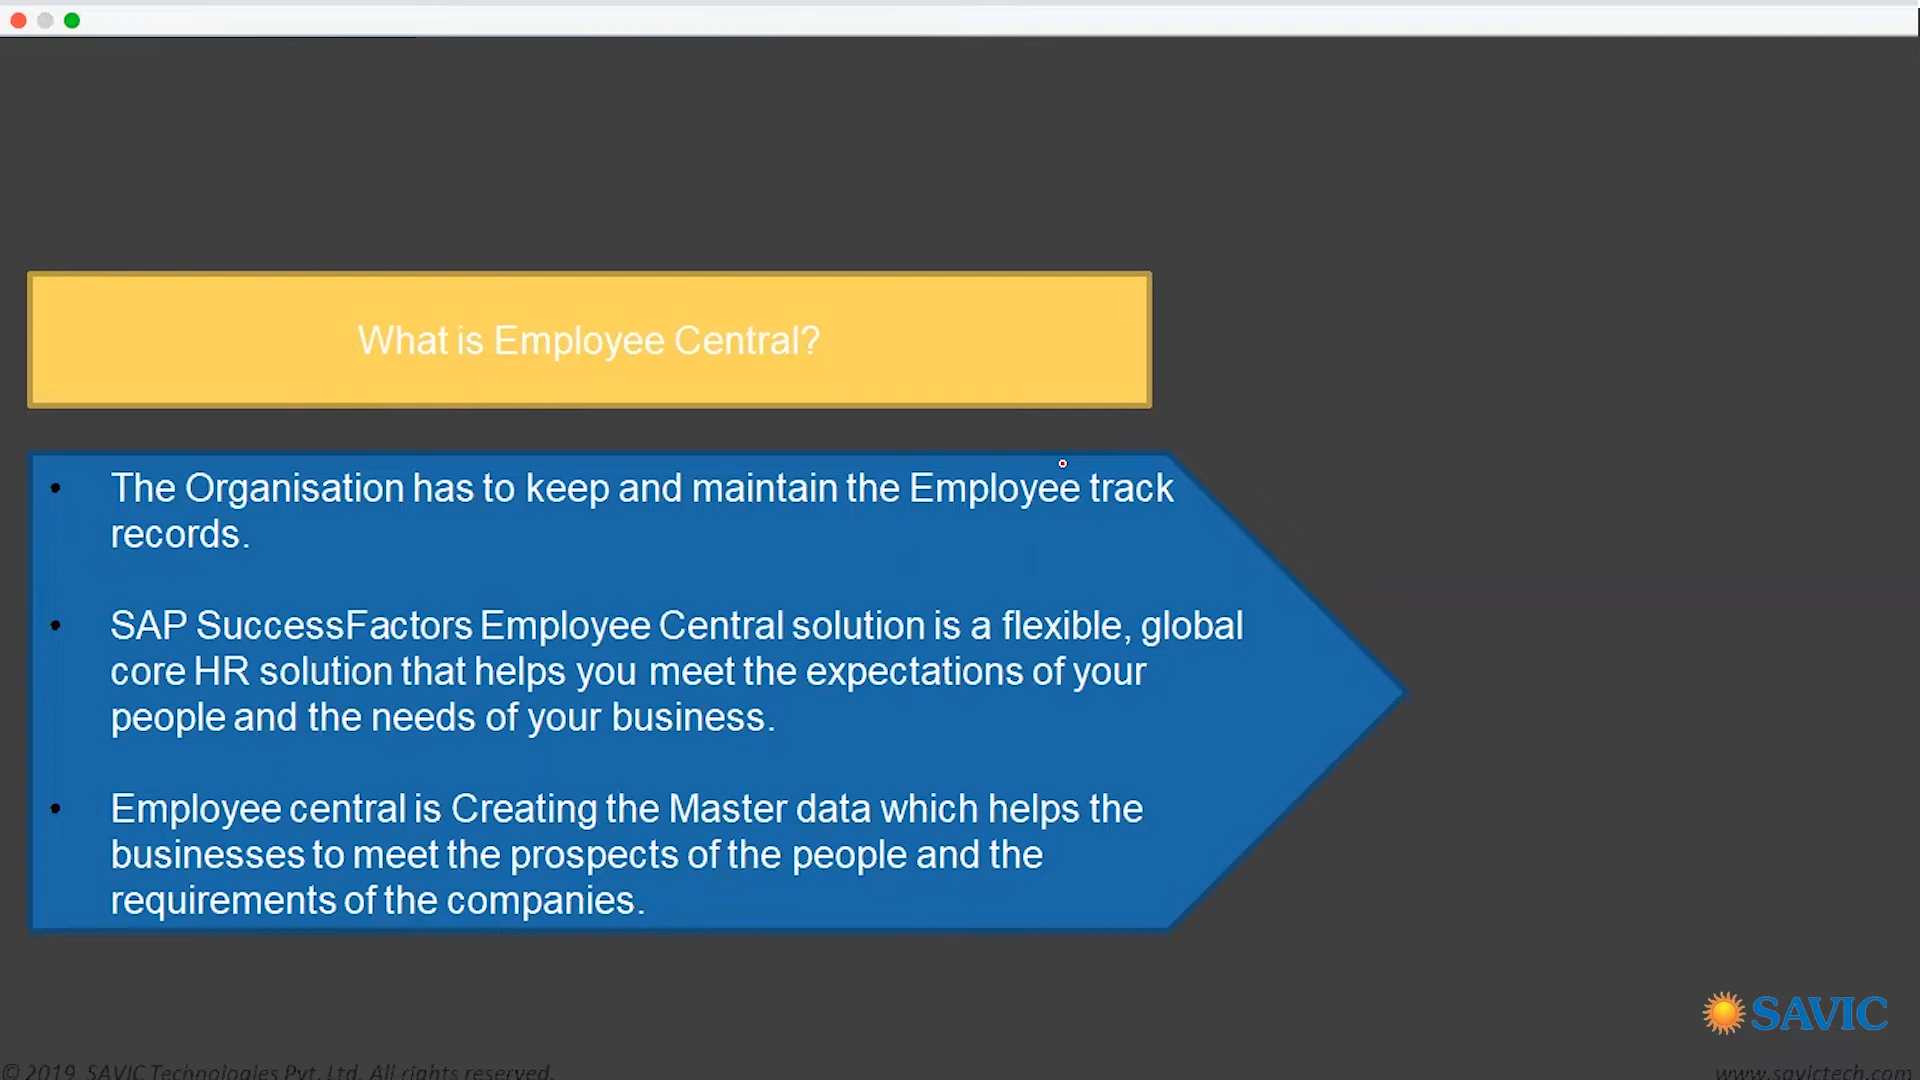 What is Employee Central?
• The Organisation has to keep and maintain the Employee track
records.
• SAP SuccessFactors Employee Central solution is a flexible, global
core HR solution that helps you meet the expectations of your
people and the needs of your business.
• Employee central is Creating the Master data which helps the
businesses to meet the prospects of the people and the
requirements of the companies.
SAVIC
© 2019 SAVIC Technologies Pvt. Ltd. All rights reserved.
www.savictech.com